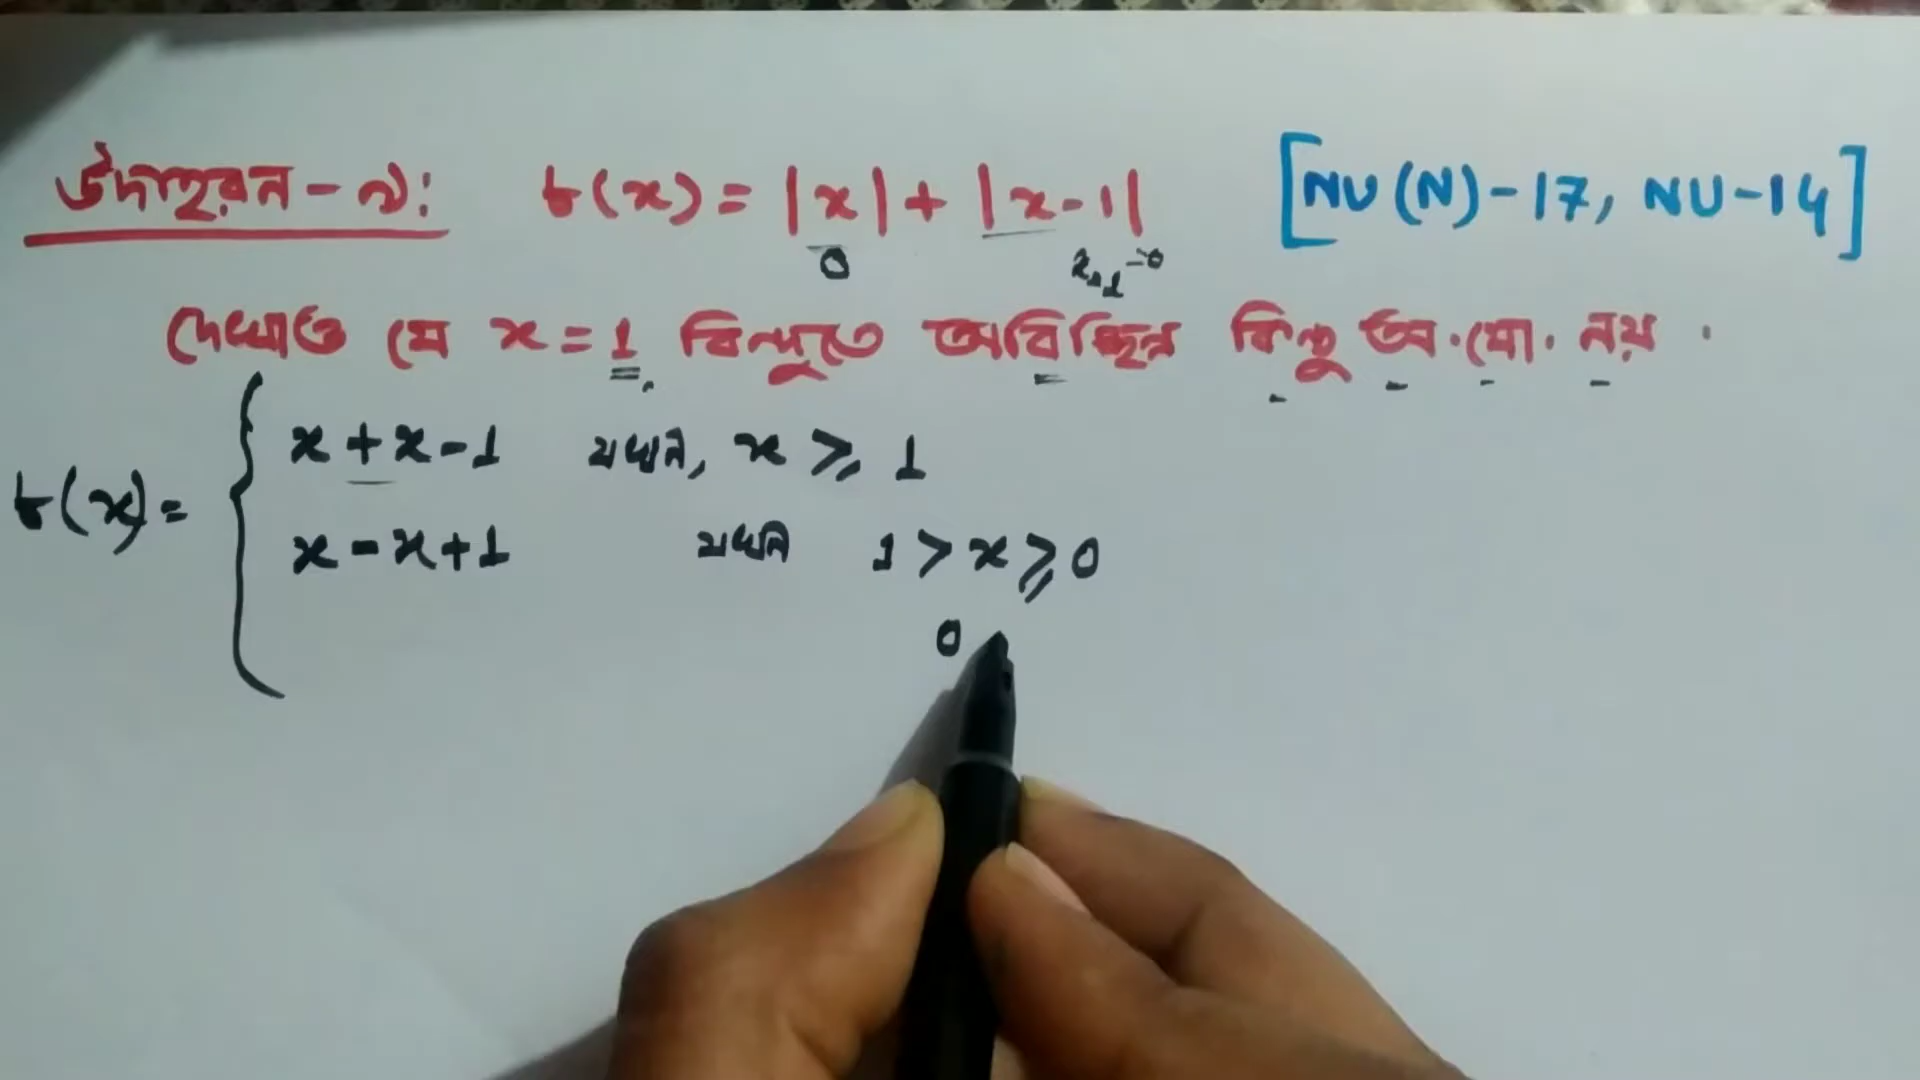 উদাহরন - ৯: f(x) = |x| + |x - 1| [NU(N) - 17, NU - 14]
0
দেখাও যে x = 1 বিন্দুতে অবিচ্ছিন্ন কিন্তু অন্ত.যো. নয় .
x + x - 1 যখন, x ⩾ 1
f(x) =
x - x + 1 যখন 1 > x ⩾ 0
0